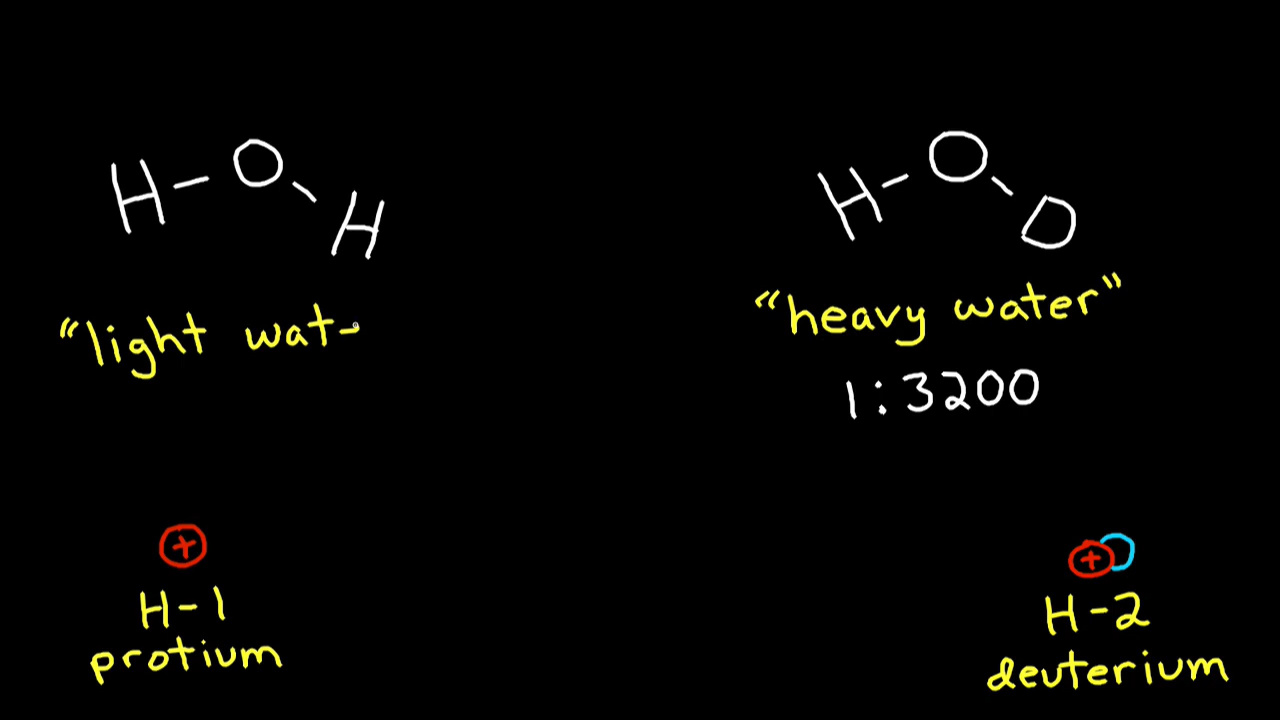 H-O-H
H-O-D
“light wat-
“heavy water”
1:3200
+
H-1
protium
+
H-2
deuterium